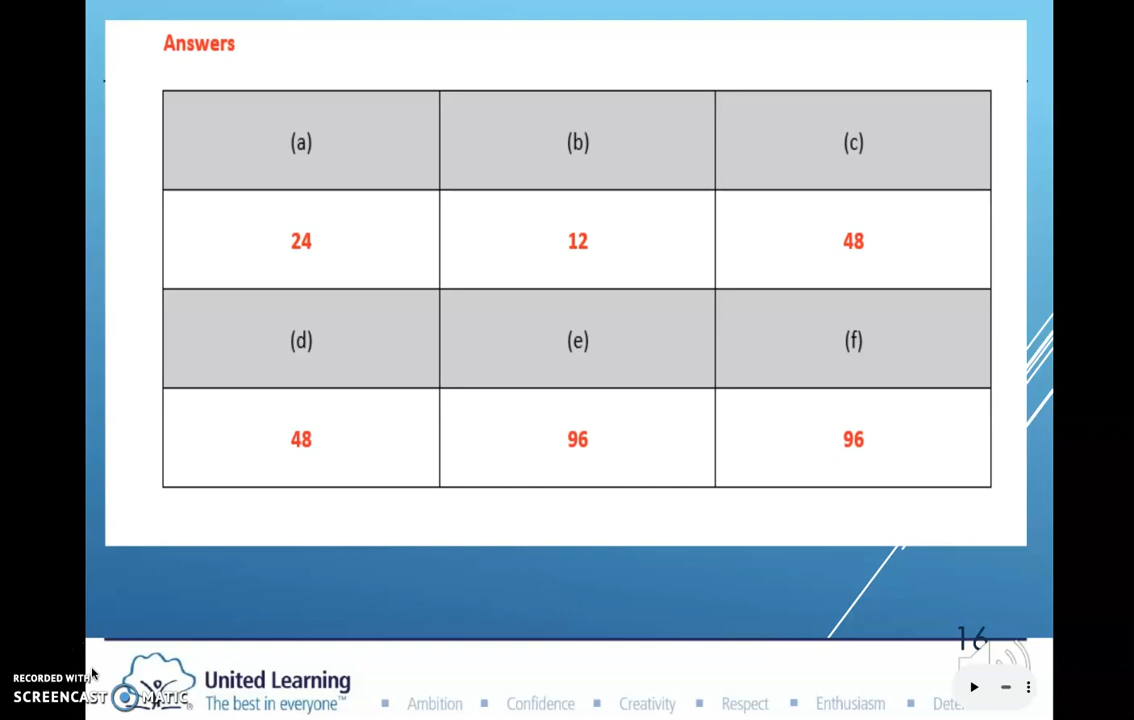 Answers
(a) (b) (c)
24 12 48
(d) (e) (f)
48 96 96
16
RECORDED WITH
SCREENCAST MATIC
United Learning
The best in everyone™
Ambition ▪ Confidence ▪ Creativity ▪ Respect ▪ Enthusiasm ▪